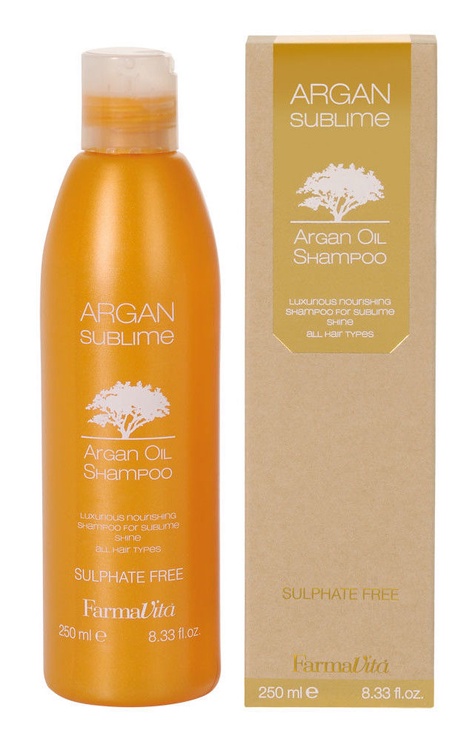 ARGAN
SUBLIME
Argan Oil
Shampoo
Luxurious nourishing
shampoo for sublime
shine
all hair types
SULPHATE FREE
FarmaVita
250 ml e 8.33 fl.oz.
ARGAN
SUBLIME
Argan Oil
Shampoo
Luxurious nourishing
shampoo for sublime
shine
all hair types
SULPHATE FREE
FarmaVita
250 ml e 8.33 fl.oz.